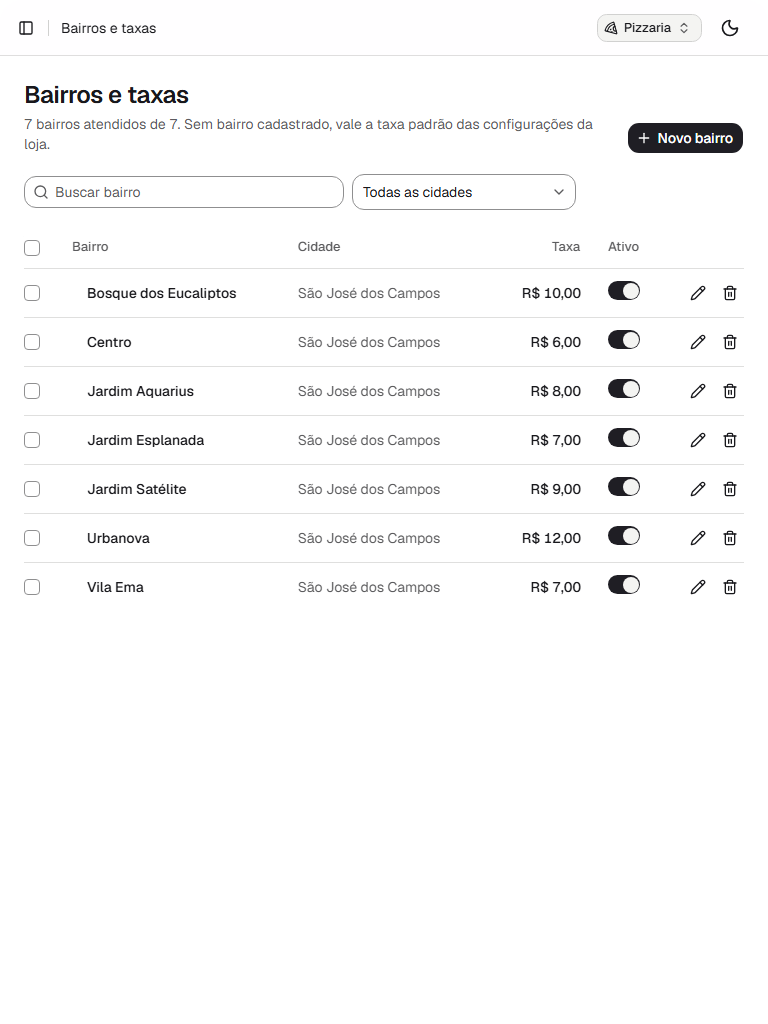 Bairros e taxas
Pizzaria
Bairros e taxas
7 bairros atendidos de 7. Sem bairro cadastrado, vale a taxa padrão das configurações da
loja.
Novo bairro
Buscar bairro
Todas as cidades
Bairro Cidade Taxa Ativo
Bosque dos Eucaliptos São José dos Campos R$ 10,00
Centro São José dos Campos R$ 6,00
Jardim Aquarius São José dos Campos R$ 8,00
Jardim Esplanada São José dos Campos R$ 7,00
Jardim Satélite São José dos Campos R$ 9,00
Urbanova São José dos Campos R$ 12,00
Vila Ema São José dos Campos R$ 7,00